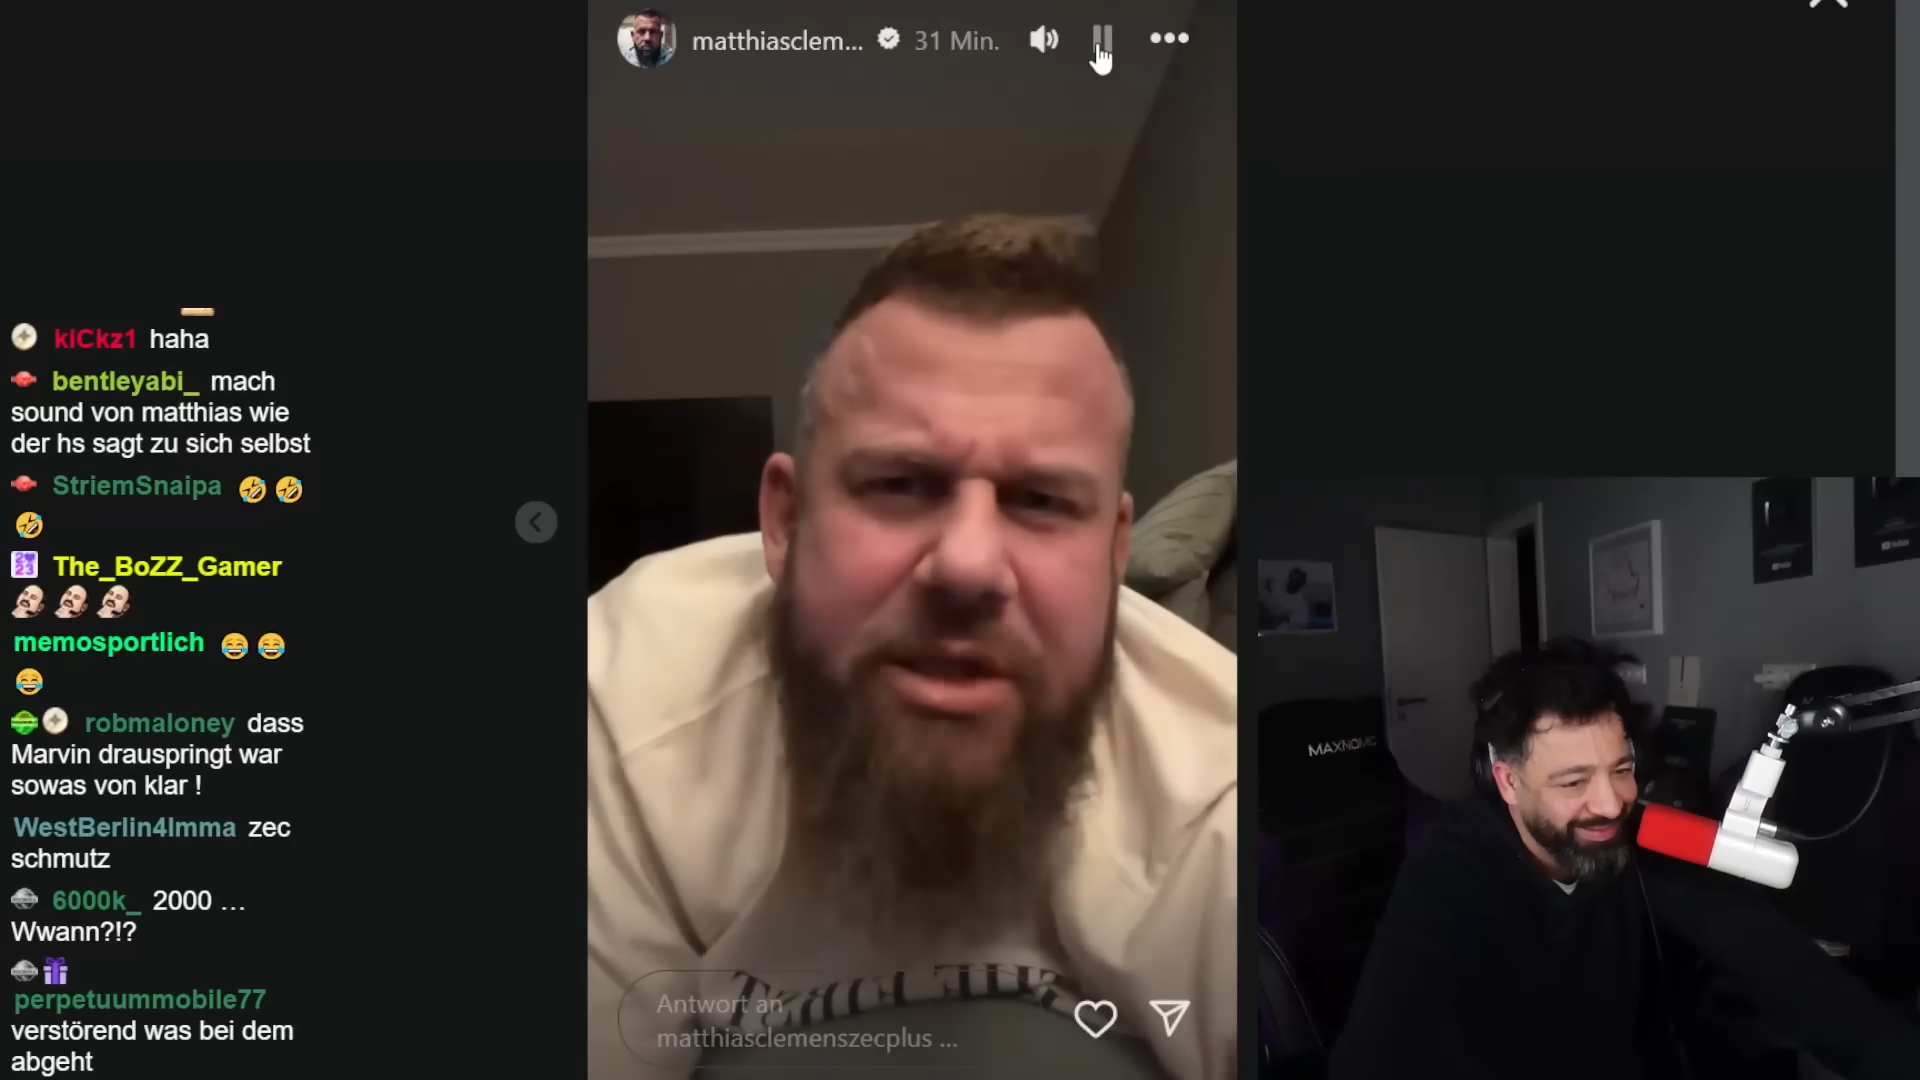 matthiasclem... 31 Min.
klCkz1 haha
bentleyabi_ mach
sound von matthias wie
der hs sagt zu sich selbst
StriemSnaipa
The_BoZZ_Gamer
memosportlich
robmaloney dass
Marvin drauspringt war
sowas von klar !
WestBerlin4Imma zec
schmutz
6000k_ 2000 ...
Wwann?!?
perpetuummobile77
verstörend was bei dem
abgeht
Antwort an
matthiasclemenszecplus ...
MAXNOMIC